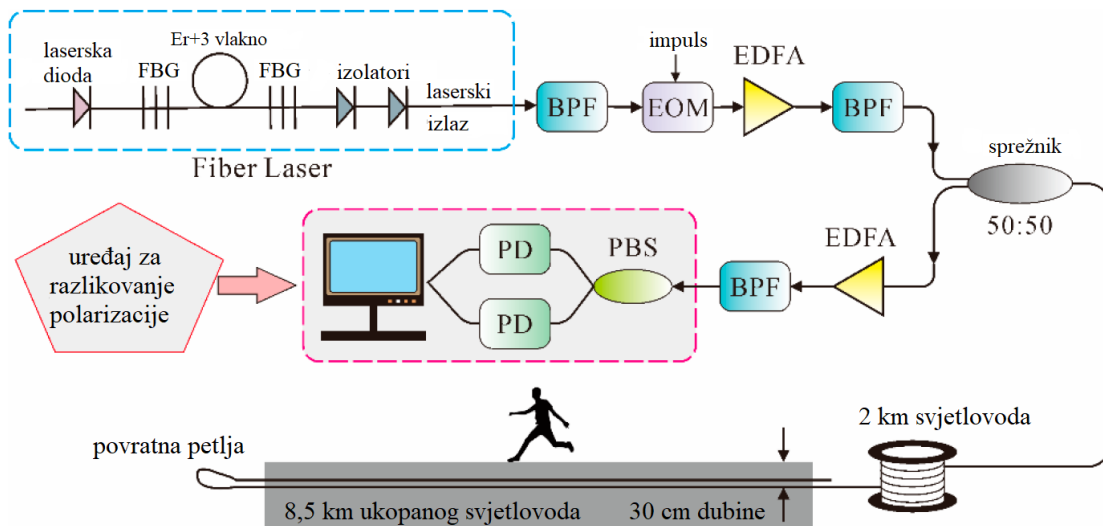 laserska
dioda
FBG
Er+3 vlakno
FBG
izolatori
laserski
izlaz
Fiber Laser
BPF
impuls
EOM
EDFA
BPF
sprežnik
50:50
EDFA
BPF
PBS
PD
PD
uređaj za
razlikovanje
polarizacije
povratna petlja
8,5 km ukopanog svjetlovoda
30 cm dubine
2 km svjetlovoda